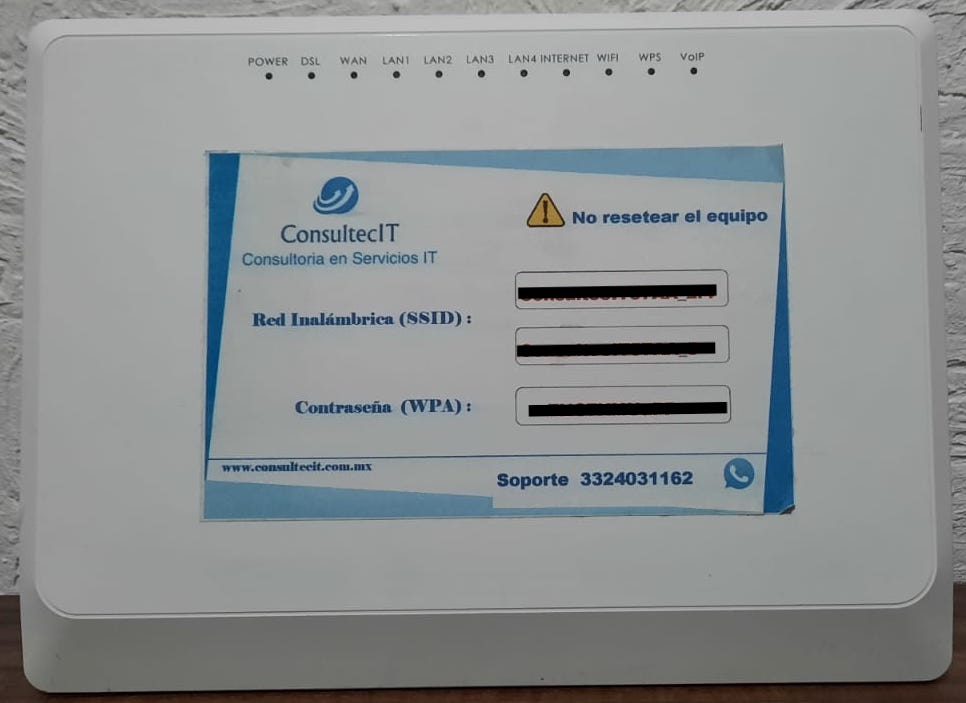 POWER DSL WAN LAN1 LAN2 LAN3 LAN4 INTERNET WIFI WPS VoIP
ConsultecIT
Consultoria en Servicios IT
No resetear el equipo
Red Inalámbrica (SSID) :
Contraseña (WPA) :
www.consultecit.com.mx
Soporte 3324031162